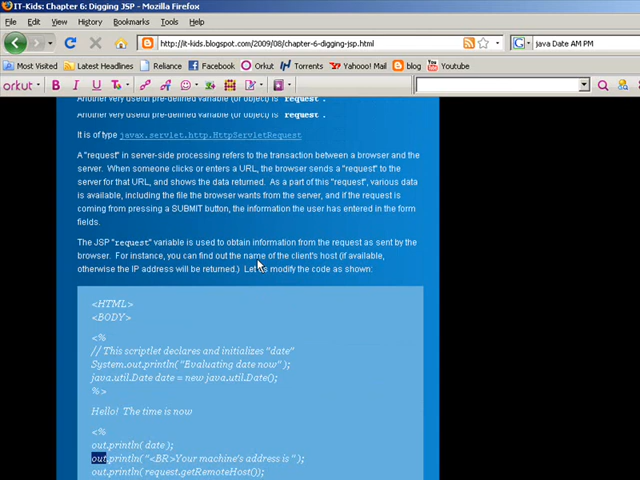 IT-Kids: Chapter 6: Digging JSP - Mozilla Firefox
File Edit View History Bookmarks Tools Help
http://it-kids.blogspot.com/2009/08/chapter-6-digging-jsp.html
java Date AM PM
Most Visited Latest Headlines Reliance Facebook Orkut Yahoo! Mail blog Youtube
orkut B I U T
Another very useful pre-defined variable (or object) is "request".
Another very useful pre-defined variable (or object) is "request".
It is of type javax.servlet.http.HttpServletRequest
A "request" in server-side processing refers to the transaction between a browser and the
server. When someone clicks or enters a URL, the browser sends a "request" to the
server for that URL, and shows the data returned. As a part of this "request", various data
is available, including the file the browser wants from the server, and if the request is
coming from pressing a SUBMIT button, the information the user has entered in the form
fields.
The JSP "request" variable is used to obtain information from the request as sent by the
browser. For instance, you can find out the name of the client's host (if available,
otherwise the IP address will be returned.) Let us modify the code as shown:
<HTML>
<BODY>
<%
// This scriptlet declares and initializes "date"
System.out.println( "Evaluating date now" );
java.util.Date date = new java.util.Date();
%>
Hello! The time is now
<%
out.println( date );
out.println( "<BR>Your machine's address is " );
out.println( request.getRemoteHost());